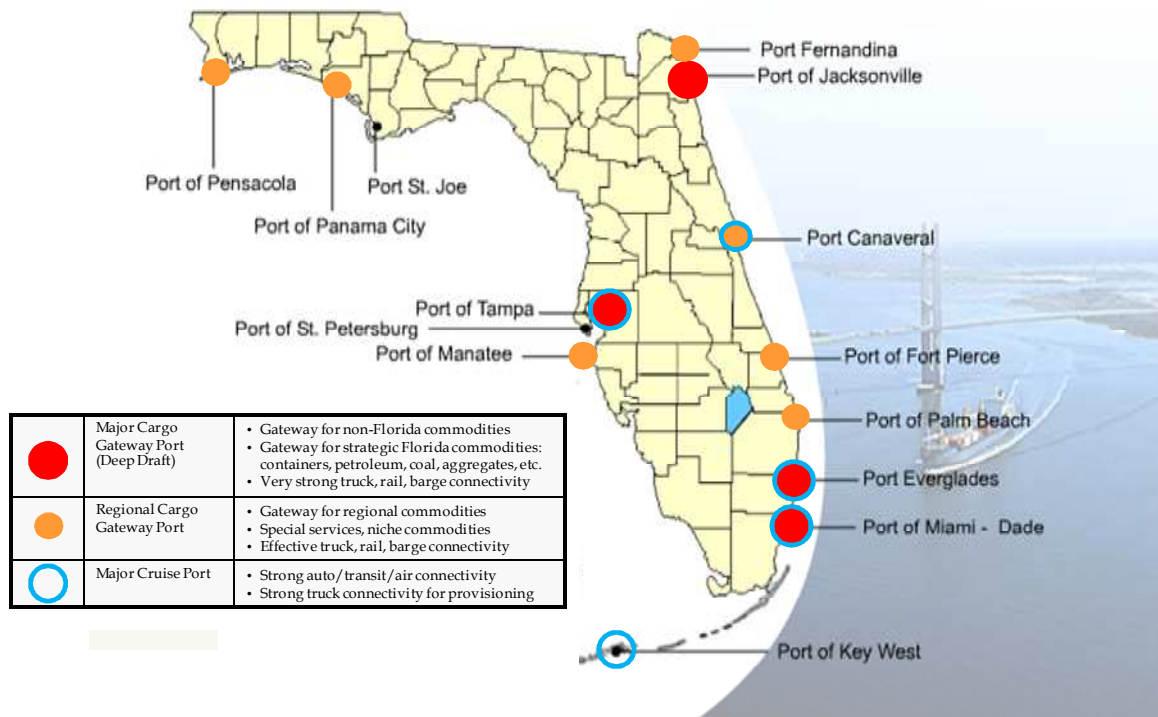 Port Fernandina
Port of Jacksonville
Port of Pensacola
Port St. Joe
Port of Panama City
Port Canaveral
Port of Tampa
Port of St. Petersburg
Port of Manatee
Port of Fort Pierce
Port of Palm Beach
Port Everglades
Port of Miami - Dade
Port of Key West
Major Cargo
Gateway Port
(Deep Draft)
• Gateway for non-Florida commodities
• Gateway for strategic Florida commodities:
containers, petroleum, coal, aggregates, etc.
• Very strong truck, rail, barge connectivity
Regional Cargo
Gateway Port
• Gateway for regional commodities
• Special services, niche commodities
• Effective truck, rail, barge connectivity
Major Cruise Port
• Strong auto/transit/air connectivity
• Strong truck connectivity for provisioning